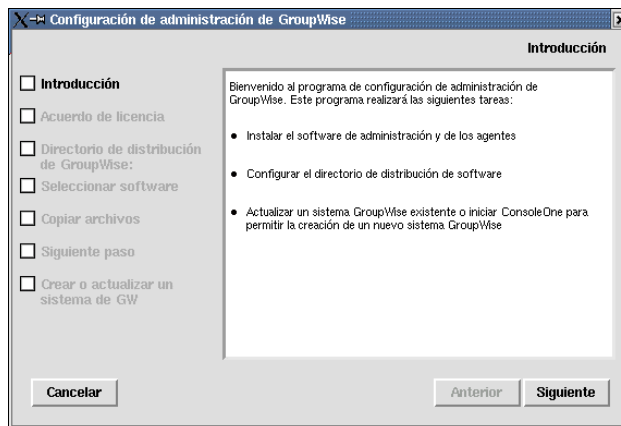 Configuración de administración de GroupWise
Introducción
Introducción
Acuerdo de licencia
Directorio de distribución
de GroupWise:
Seleccionar software
Copiar archivos
Siguiente paso
Crear o actualizar un
sistema de GW
Bienvenido al programa de configuración de administración de
GroupWise. Este programa realizará las siguientes tareas:
● Instalar el software de administración y de los agentes
● Configurar el directorio de distribución de software
● Actualizar un sistema GroupWise existente o iniciar ConsoleOne para
permitir la creación de un nuevo sistema GroupWise
Cancelar
Anterior
Siguiente